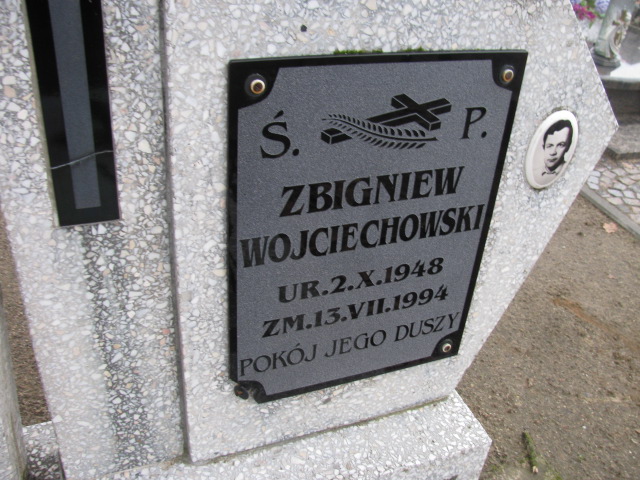 Ś. P.
ZBIGNIEW
WOJCIECHOWSKI
UR.2.X.1948
ZM.13.VII.1994
POKÓJ JEGO DUSZY